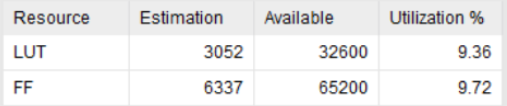 Resource Estimation Available Utilization %
LUT 3052 32600 9.36
FF 6337 65200 9.72